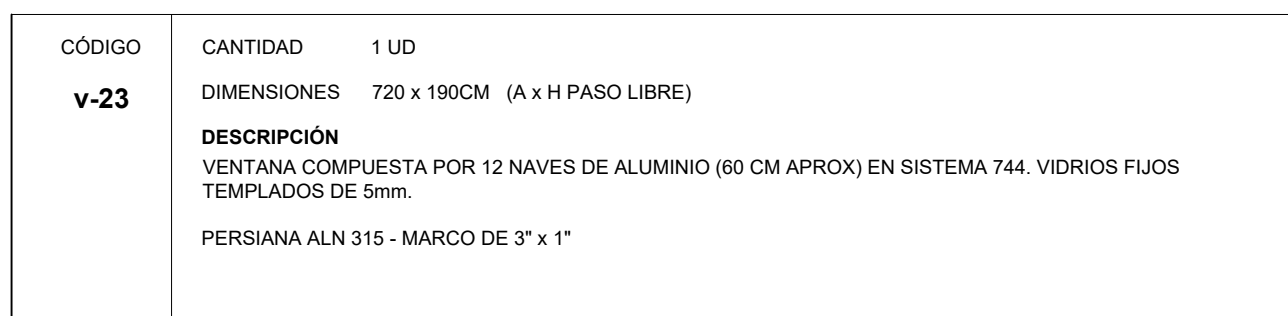 CÓDIGO
v-23
CANTIDAD 1 UD
DIMENSIONES 720 x 190CM (A x H PASO LIBRE)
DESCRIPCIÓN
VENTANA COMPUESTA POR 12 NAVES DE ALUMINIO (60 CM APROX) EN SISTEMA 744. VIDRIOS FIJOS
TEMPLADOS DE 5mm.
PERSIANA ALN 315 - MARCO DE 3" x 1"